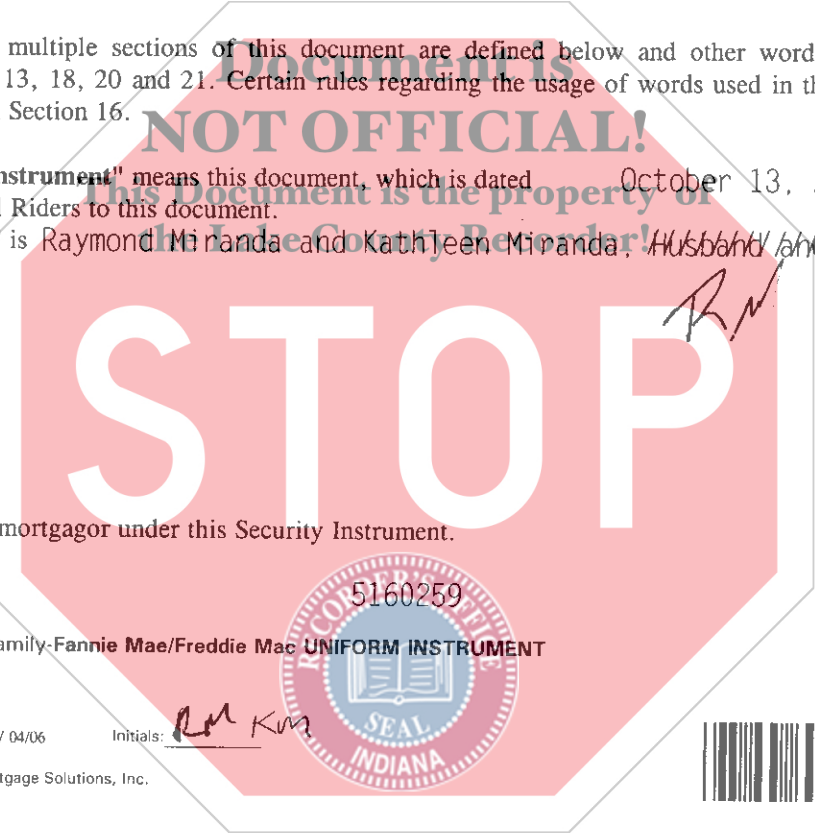 multiple sections of this document are defined below and other word
13, 18, 20 and 21. Certain rules regarding the usage of words used in th
Section 16.
Document is
NOT OFFICIAL!
This Document is the property of
the Lake County Recorder!
nstrument" means this document, which is dated October 13,
Riders to this document.
is Raymond Miranda and Kathleen Miranda, Husband and
RM
STOP
mortgagor under this Security Instrument.
5160259
RECORDER'S OFFICE
SEAL
INDIANA
amily-Fannie Mae/Freddie Mac UNIFORM INSTRUMENT
04/06 Initials: RM KM
tgage Solutions, Inc.